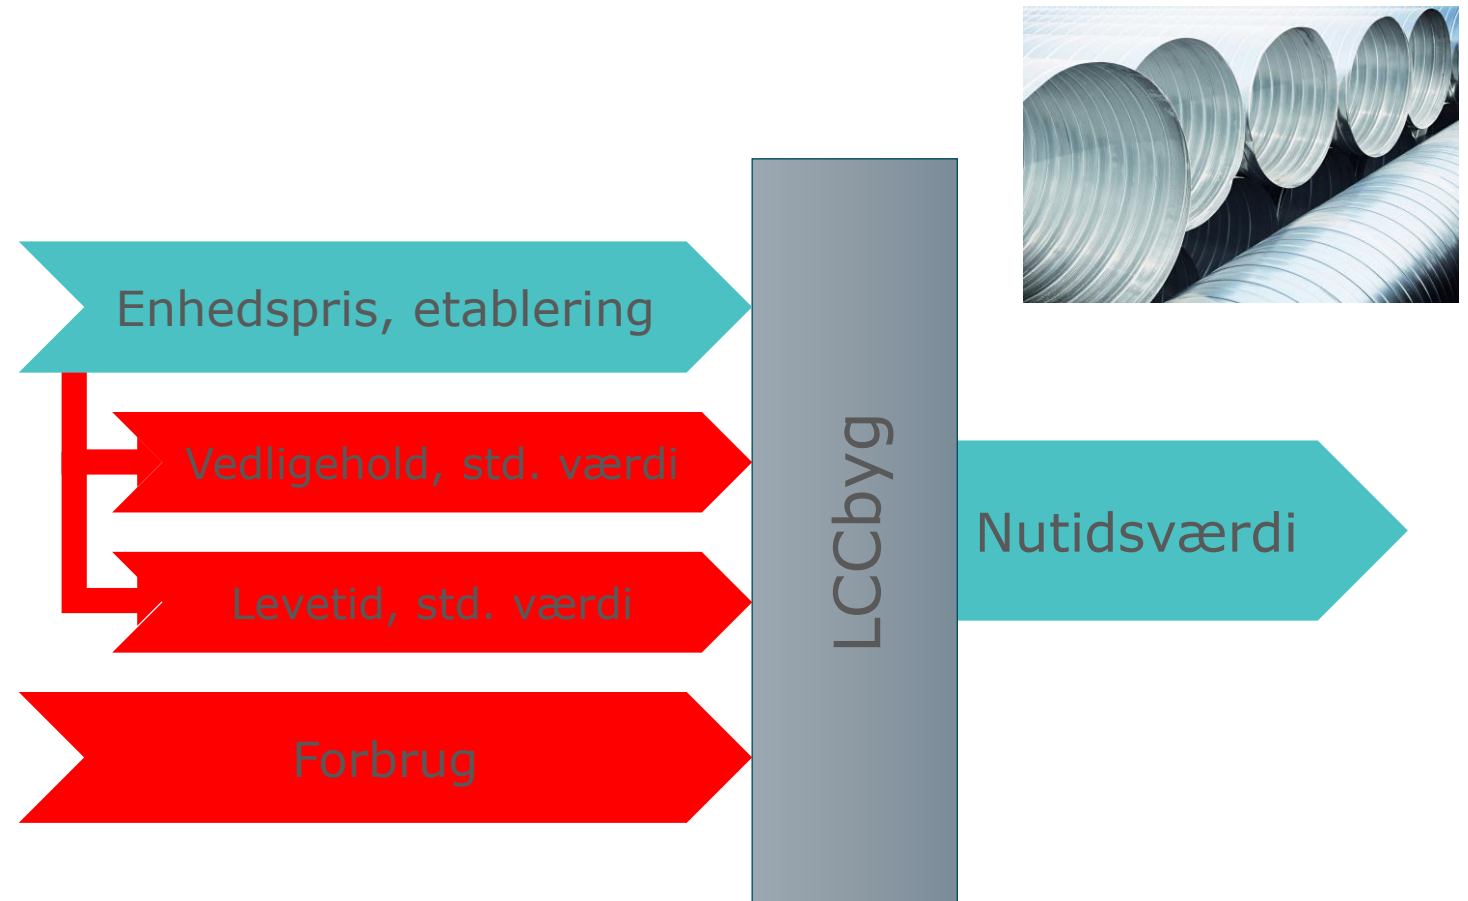 Enhedspris, etablering
Vedligehold, std. værdi
Levetid, std. værdi
Forbrug
LCCbyg
Nutidsværdi